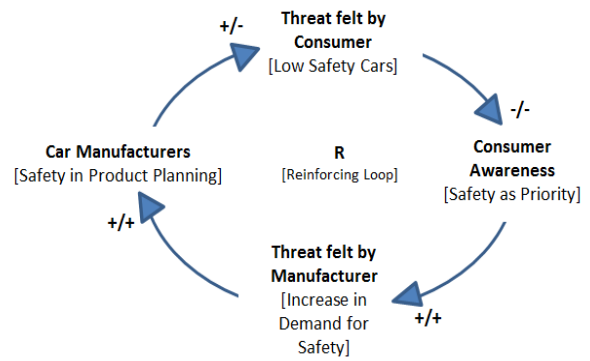 +/-
Threat felt by
Consumer
[Low Safety Cars]
-/-
Car Manufacturers
[Safety in Product Planning]
R
[Reinforcing Loop]
Consumer
Awareness
[Safety as Priority]
+/+
Threat felt by
Manufacturer
[Increase in
Demand for
Safety]
+/+